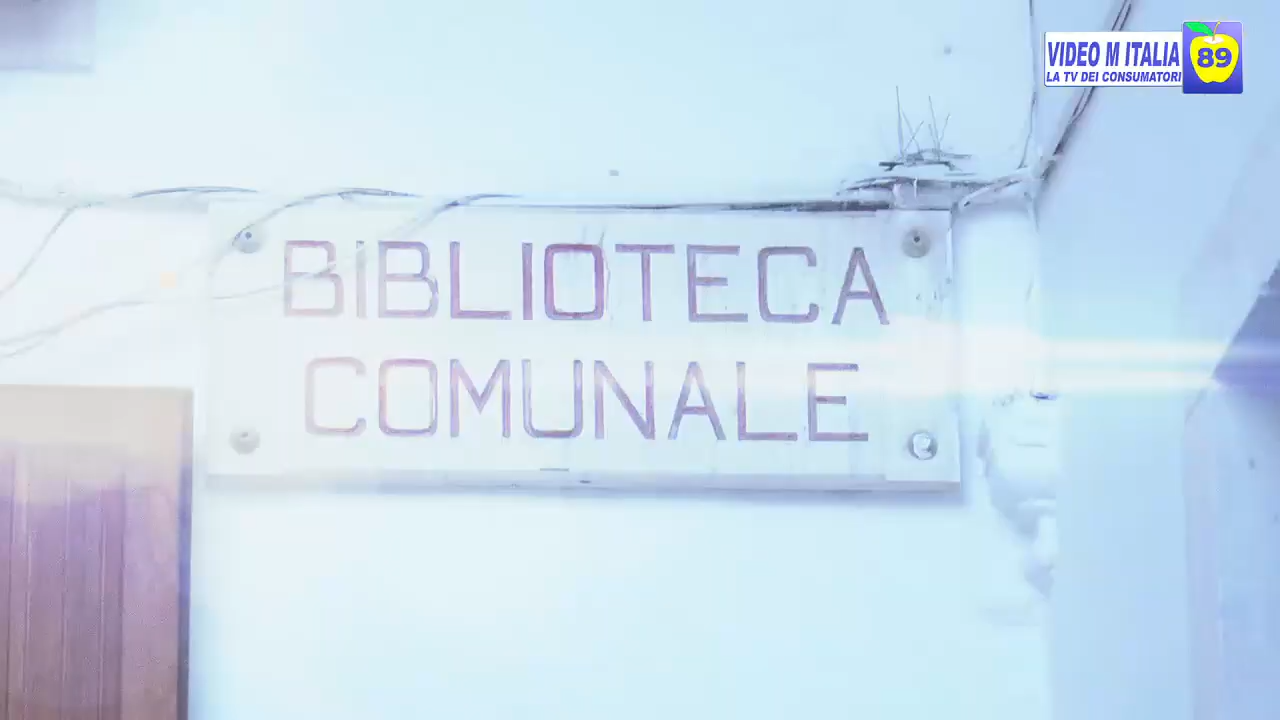 VIDEO M ITALIA
LA TV DEI CONSUMATORI
89
BIBLIOTECA
COMUNALE